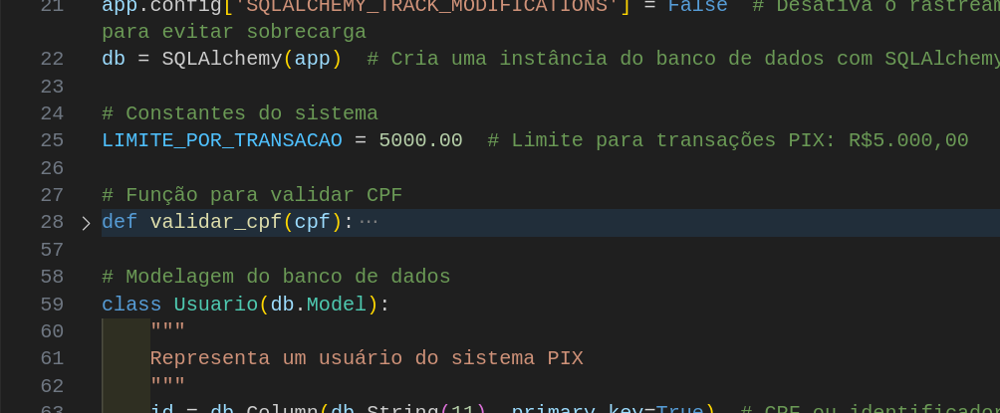 21 app.config['SQLALCHEMY_TRACK_MODIFICATIONS'] = False # Desativa o
para evitar sobrecarga
22 db = SQLAlchemy(app) # Cria uma instância do banco de dados com SQLAlchemy
23
24 # Constantes do sistema
25 LIMITE_POR_TRANSACAO = 5000.00 # Limite para transações PIX: R$5.000,00
26
27 # Função para validar CPF
28 def validar_cpf(cpf):···
57
58 # Modelagem do banco de dados
59 class Usuario(db.Model):
60 """
61 Representa um usuário do sistema PIX
62 """
63 id = db.Column(db.String(11), primary_key=True) # CPF ou